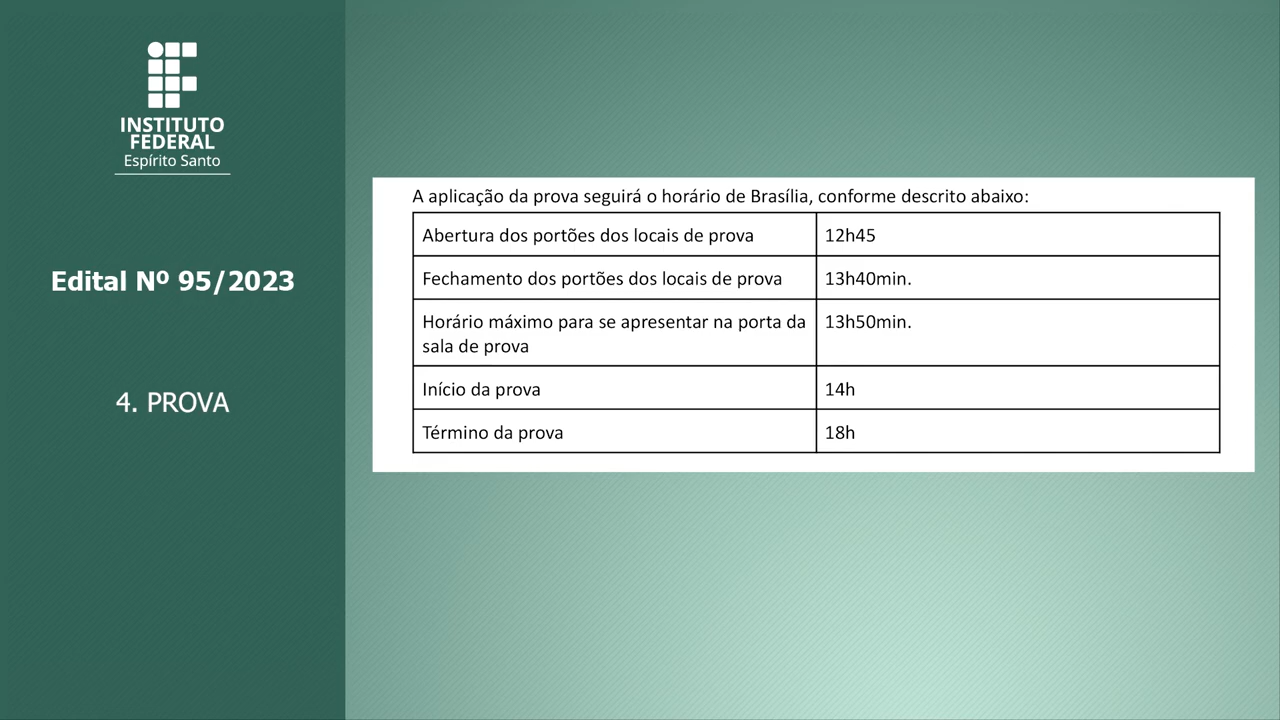 INSTITUTO
FEDERAL
Espírito Santo
Edital Nº 95/2023
4. PROVA
A aplicação da prova seguirá o horário de Brasília, conforme descrito abaixo:
Abertura dos portões dos locais de prova 12h45
Fechamento dos portões dos locais de prova 13h40min.
Horário máximo para se apresentar na porta da 13h50min.
sala de prova
Início da prova 14h
Término da prova 18h